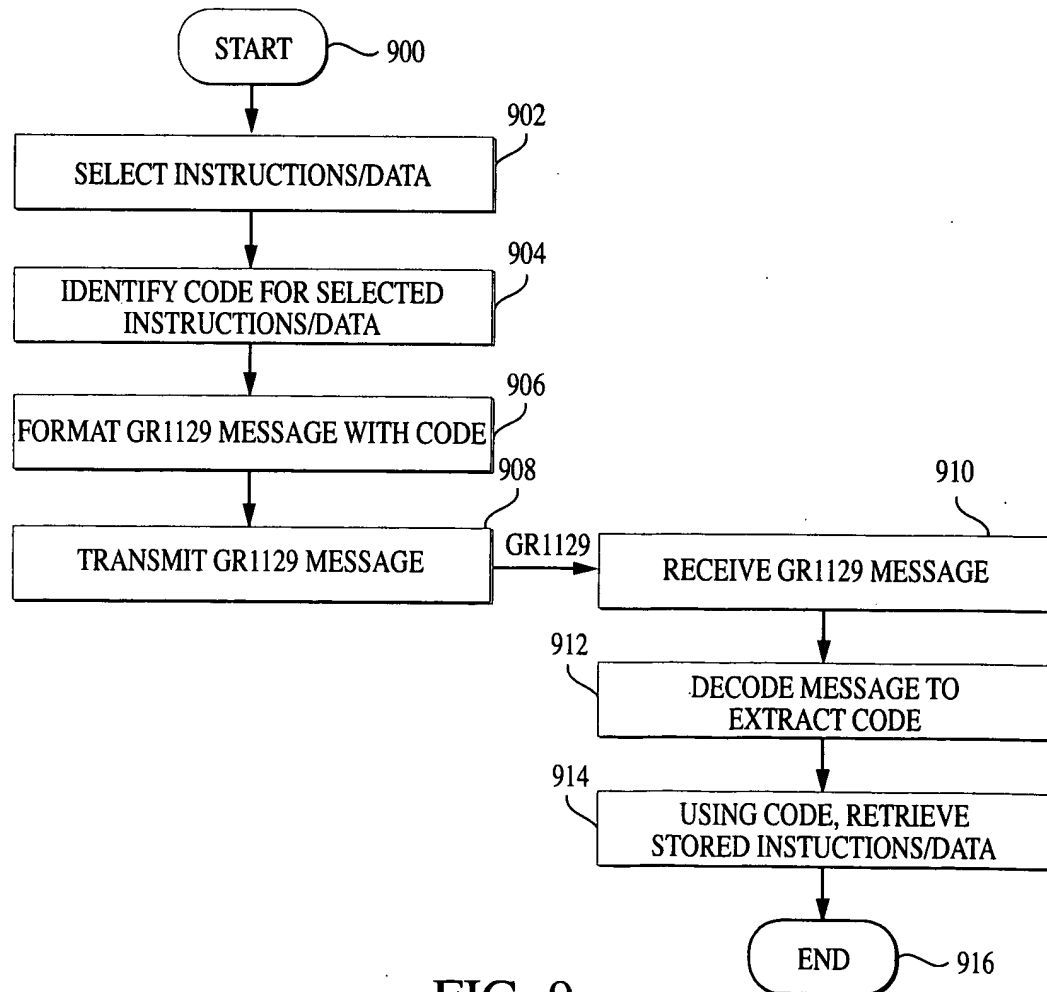 START
900
902
SELECT INSTRUCTIONS/DATA
904
IDENTIFY CODE FOR SELECTED
INSTRUCTIONS/DATA
906
FORMAT GR1129 MESSAGE WITH CODE
908
TRANSMIT GR1129 MESSAGE
GR1129
910
RECEIVE GR1129 MESSAGE
912
DECODE MESSAGE TO
EXTRACT CODE
914
USING CODE, RETRIEVE
STORED INSTUCTIONS/DATA
END
916
FIG. 9